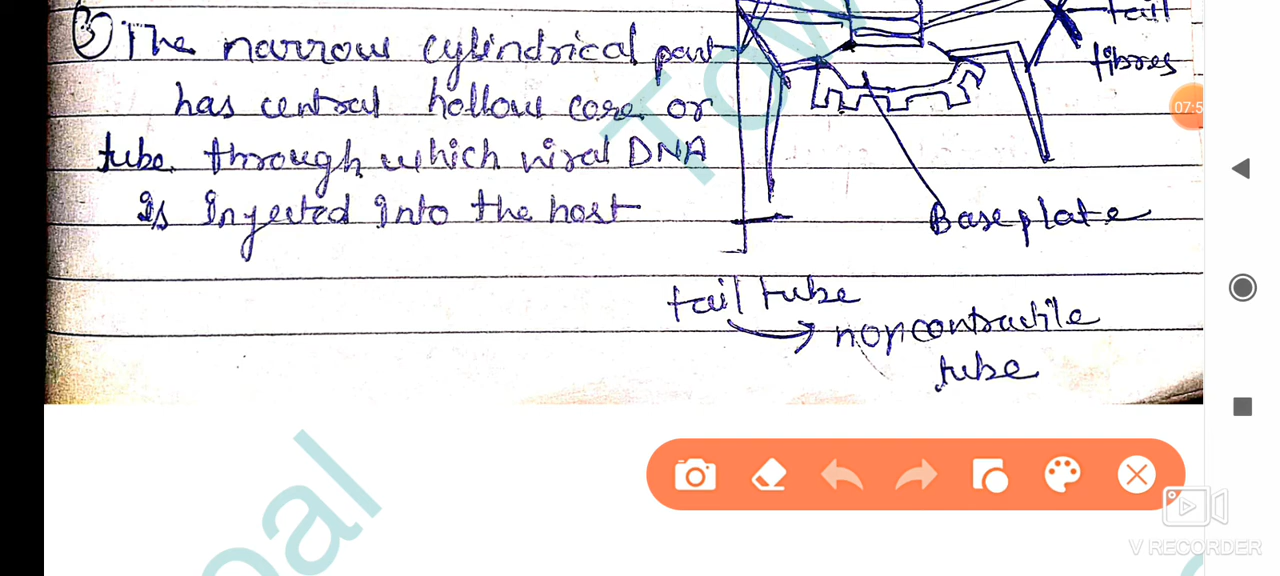 ③ The narrow cylindrical part
has central hollow core or
tube through which viral DNA
is injected into the host
tail
fibres
Baseplate
tail tube
noncontractile
tube
07:5
V RECORDER